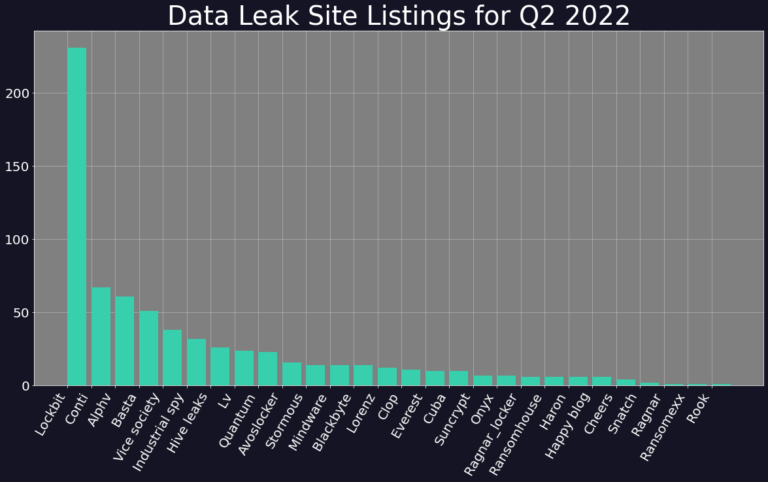 Data Leak Site Listings for Q2 2022
200
150
100
50
0
Lockbit
Conti
Alphv
Basta
Vice society
Industrial spy
Hive leaks
Lv
Quantum
Avoslocker
Stormous
Mindware
Blackbyte
Lorenz
Clop
Everest
Cuba
Suncrypt
Onyx
Ragnar_locker
Ransomhouse
Haron
Happy blog
Cheers
Snatch
Ragnar
Ransomexx
Rook